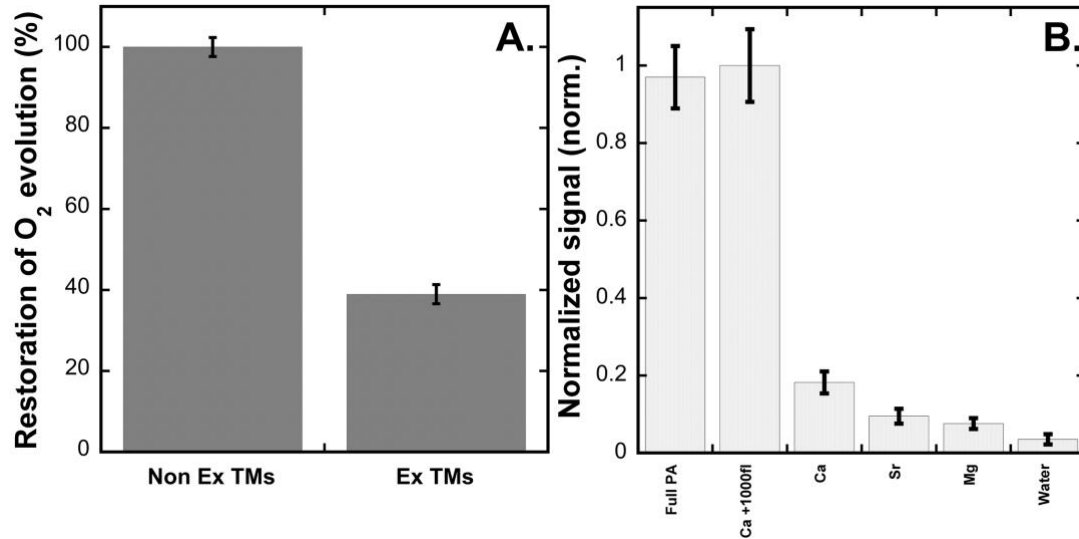 A.
Restoration of O2 evolution (%)
100
80
60
40
20
0
Non Ex TMs
Ex TMs
B.
Normalized signal (norm.)
1
0.8
0.6
0.4
0.2
0
Full PA
Ca +1000fl
Ca
Sr
Mg
Water